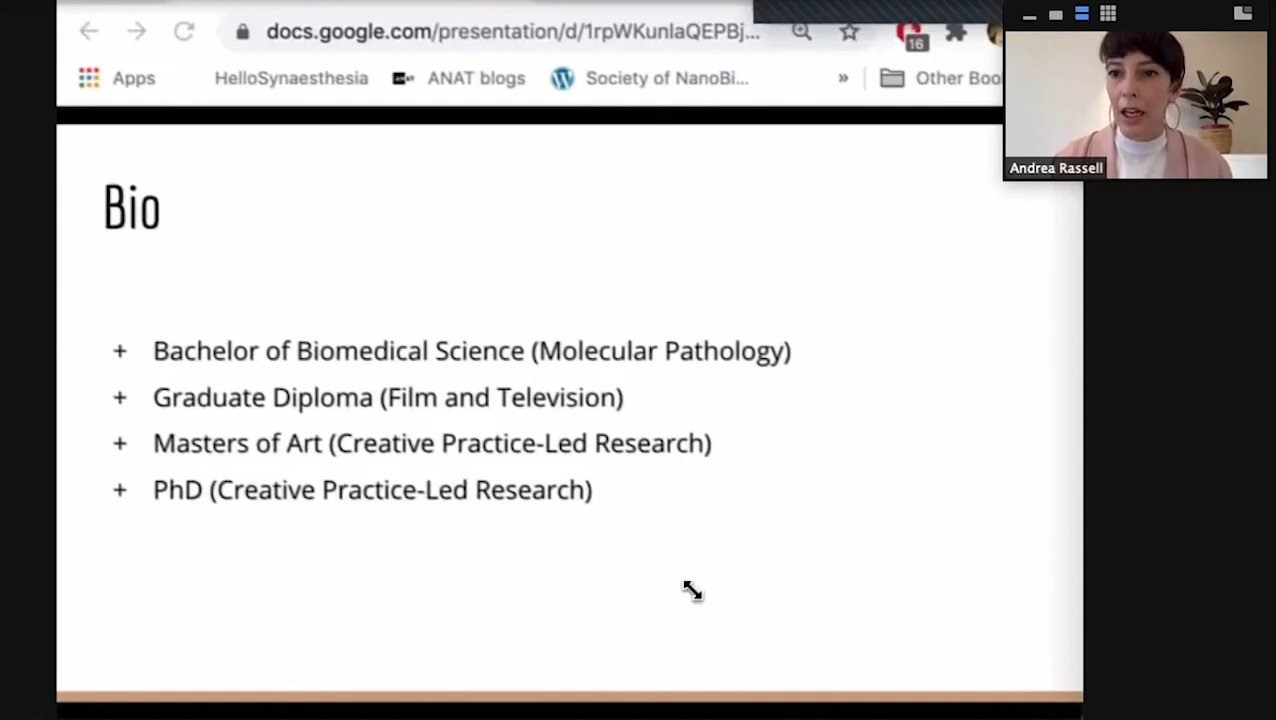 docs.google.com/presentation/d/1rpWKunlaQEPBj...
16
Apps HelloSynaesthesia ANAT blogs Society of NanoBi... » Other Boo
Andrea Rassell
Bio
+ Bachelor of Biomedical Science (Molecular Pathology)
+ Graduate Diploma (Film and Television)
+ Masters of Art (Creative Practice-Led Research)
+ PhD (Creative Practice-Led Research)